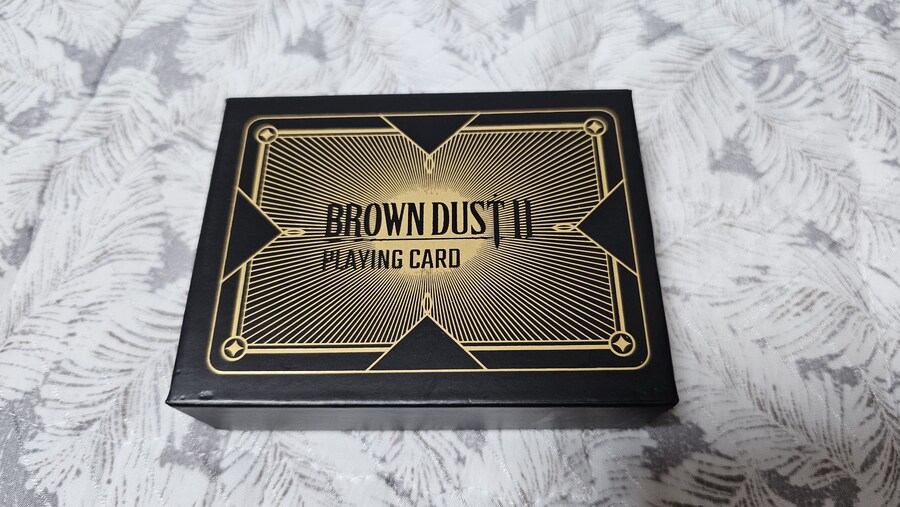 BROWN DUST II
PLAYING CARD